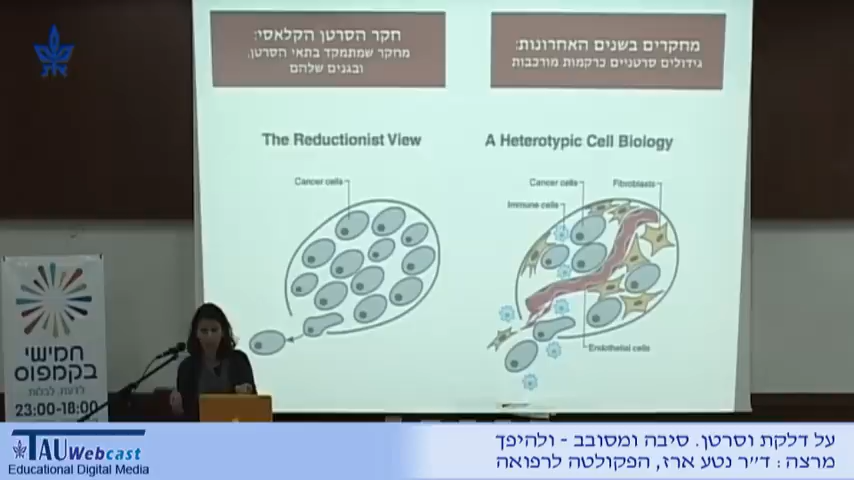 חקר הסרטן הקלאסי:
מחקר שמתמקד בתאי הסרטן,
ובגנים שלהם
מחקרים בשנים האחרונות:
גידולים סרטניים כרקמות מורכבות
The Reductionist View
A Heterotypic Cell Biology
Cancer cells
Cancer cells
Fibroblasts
Immune cells
Endothelial cells
חמישי
בקמפוס
לדעת, לבלות
23:00-18:00
TAUWebcast
Educational Digital Media
על דלקת וסרטן. סיבה ומסובב - ולהיפך
מרצה: ד"ר נטע ארז, הפקולטה לרפואה